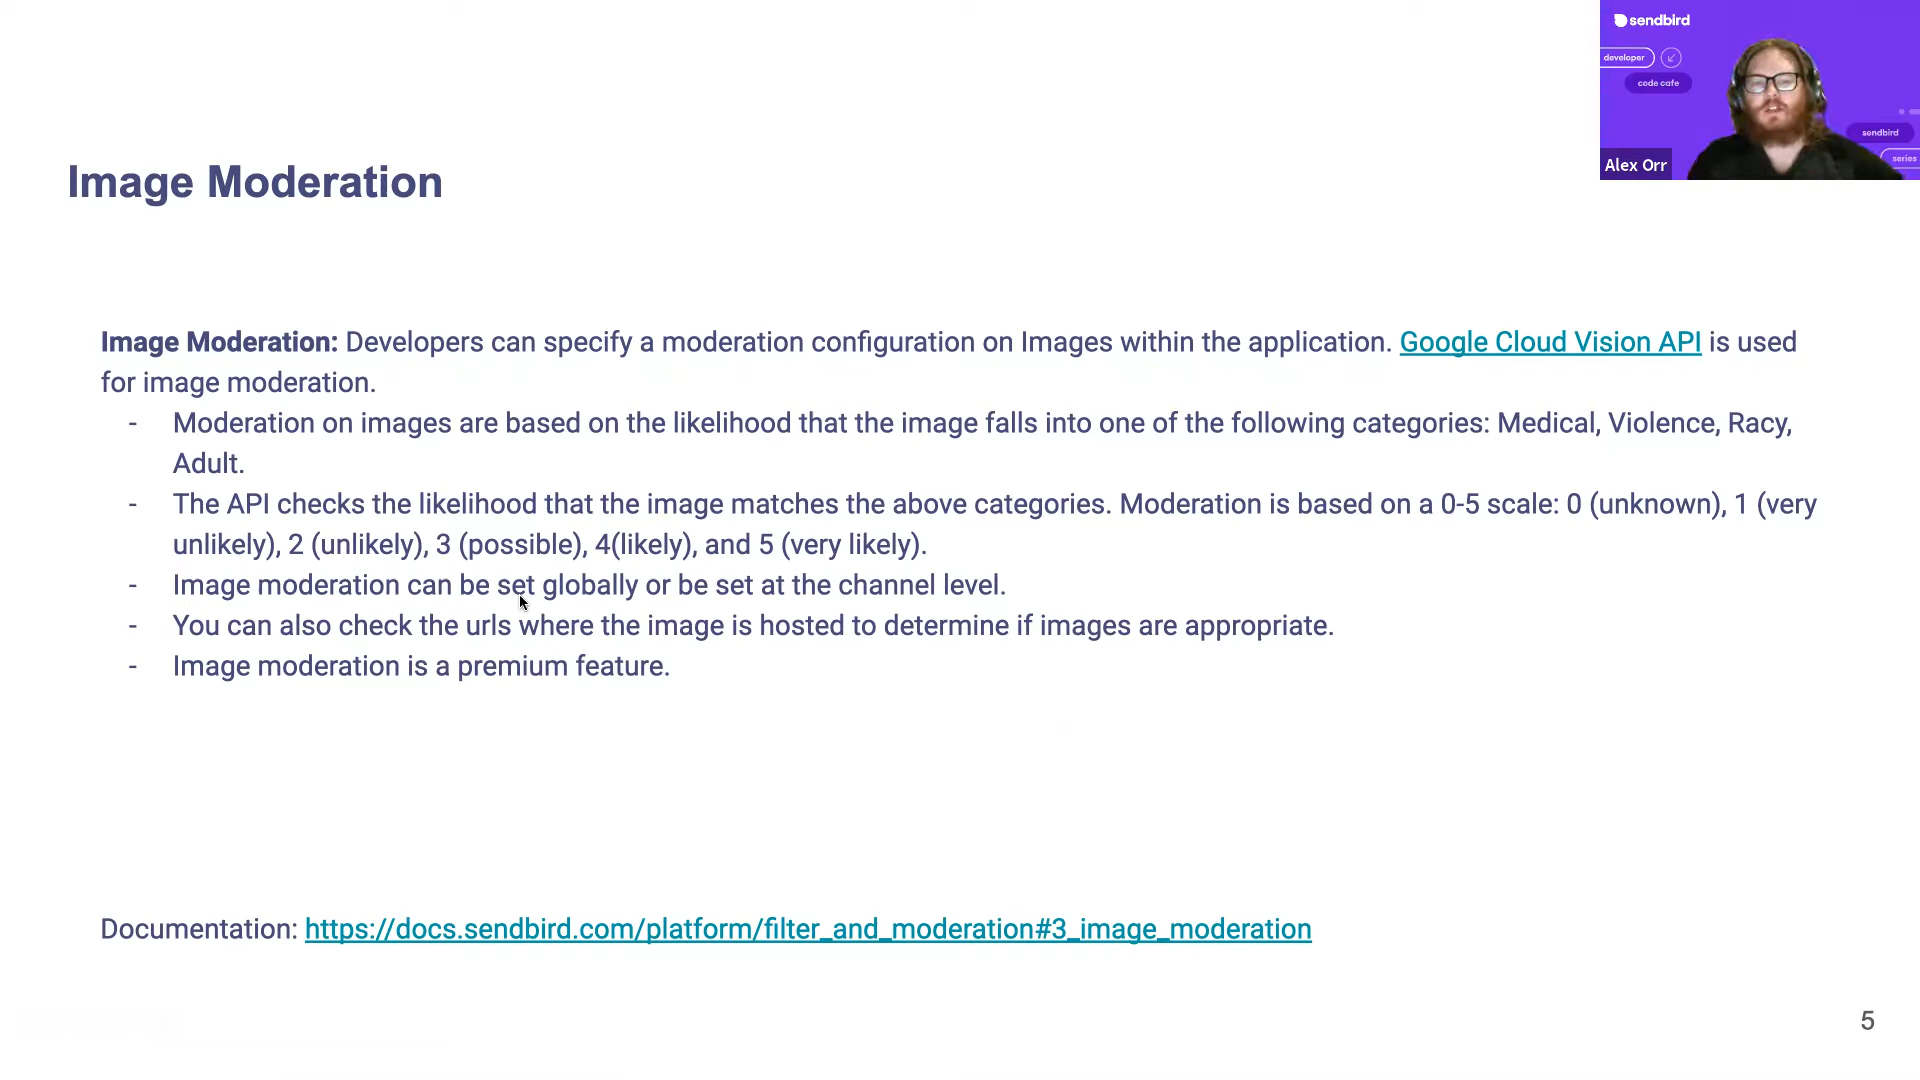 sendbird
developer
code cafe
sendbird
series
Alex Orr
Image Moderation
Image Moderation: Developers can specify a moderation configuration on Images within the application. Google Cloud Vision API is used
for image moderation.
- Moderation on images are based on the likelihood that the image falls into one of the following categories: Medical, Violence, Racy,
Adult.
- The API checks the likelihood that the image matches the above categories. Moderation is based on a 0-5 scale: 0 (unknown), 1 (very
unlikely), 2 (unlikely), 3 (possible), 4(likely), and 5 (very likely).
- Image moderation can be set globally or be set at the channel level.
- You can also check the urls where the image is hosted to determine if images are appropriate.
- Image moderation is a premium feature.
Documentation: https://docs.sendbird.com/platform/filter_and_moderation#3_image_moderation
5